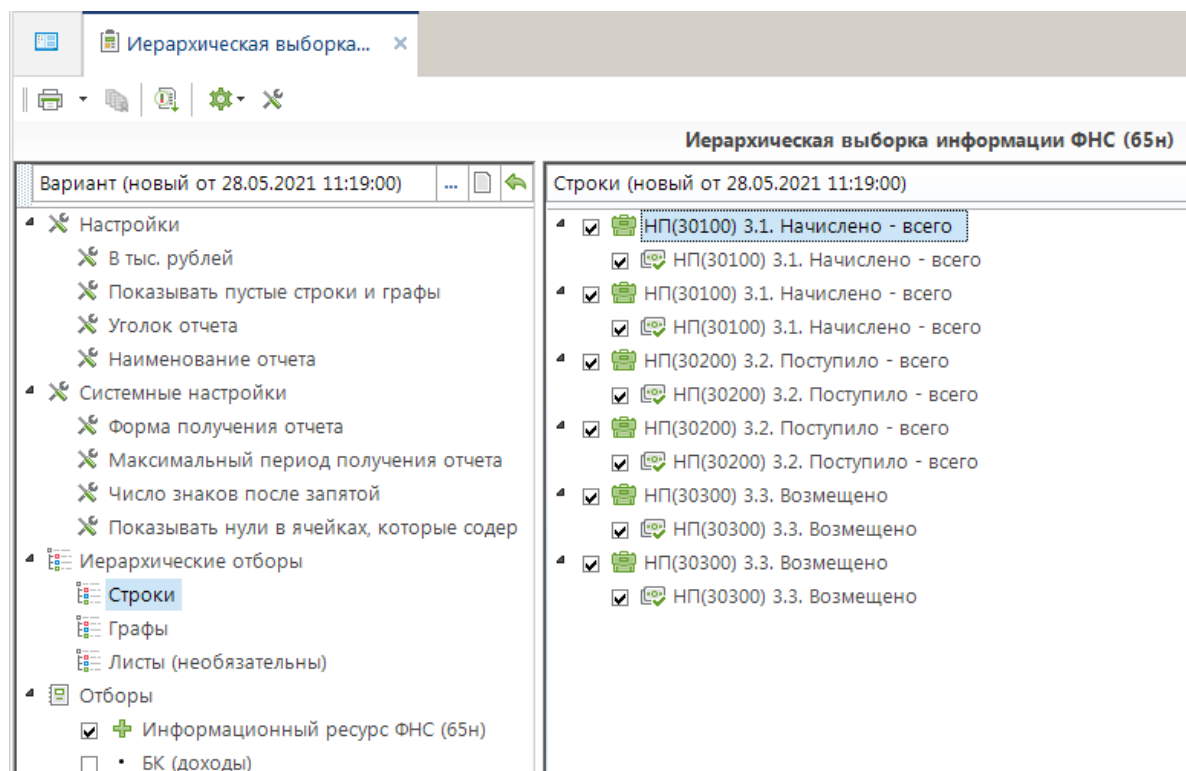 Иерархическая выборка...
Иерархическая выборка информации ФНС (65н)
Вариант (новый от 28.05.2021 11:19:00)
...
Настройки
В тыс. рублей
Показывать пустые строки и графы
Уголок отчета
Наименование отчета
Системные настройки
Форма получения отчета
Максимальный период получения отчета
Число знаков после запятой
Показывать нули в ячейках, которые содер
Иерархические отборы
Строки
Графы
Листы (необязательны)
Отборы
Информационный ресурс ФНС (65н)
• БК (доходы)
Строки (новый от 28.05.2021 11:19:00)
НП(30100) 3.1. Начислено - всего
НП(30100) 3.1. Начислено - всего
НП(30100) 3.1. Начислено - всего
НП(30100) 3.1. Начислено - всего
НП(30200) 3.2. Поступило - всего
НП(30200) 3.2. Поступило - всего
НП(30200) 3.2. Поступило - всего
НП(30200) 3.2. Поступило - всего
НП(30300) 3.3. Возмещено
НП(30300) 3.3. Возмещено
НП(30300) 3.3. Возмещено
НП(30300) 3.3. Возмещено